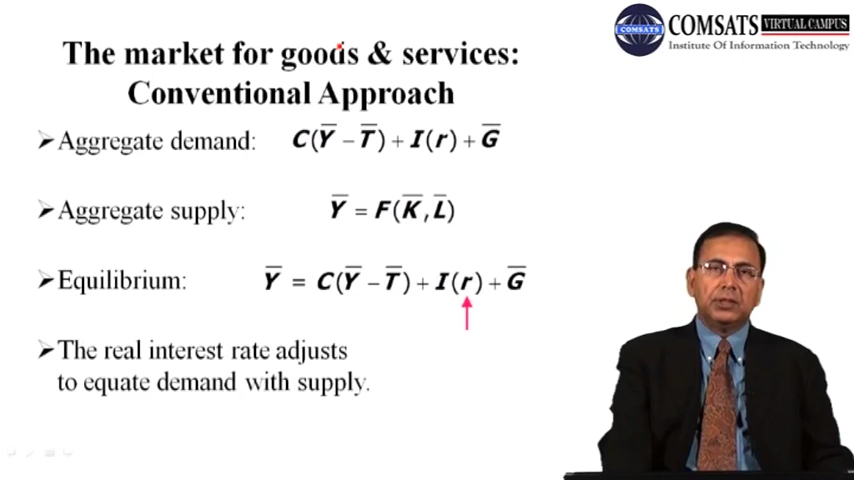 COMSATS
COMSATS VIRTUAL CAMPUS
Institute Of Information Technology
The market for goods & services:
Conventional Approach
➢Aggregate demand: C(Y̅ − T̅) + I(r) + G̅
➢Aggregate supply: Y̅ = F(K̅, L̅)
➢Equilibrium: Y̅ = C(Y̅ − T̅) + I(r) + G̅
➢The real interest rate adjusts
to equate demand with supply.